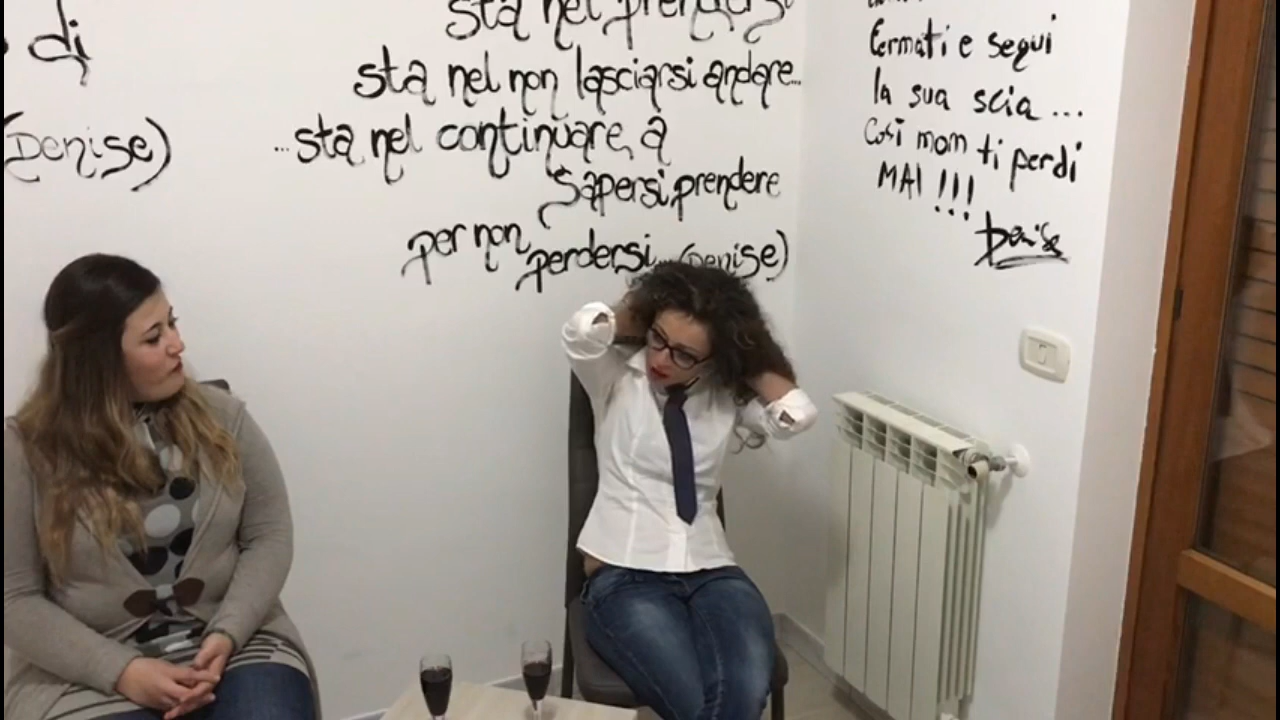 di
(Denise)
sta nel prendersi
sta nel non lasciarsi andare...
...sta nel continuare a
sapersi prendere
per non perdersi... (Denise)
Fermati e segui
la sua scia ...
Così mom ti perdi
MAI !!!
Denise